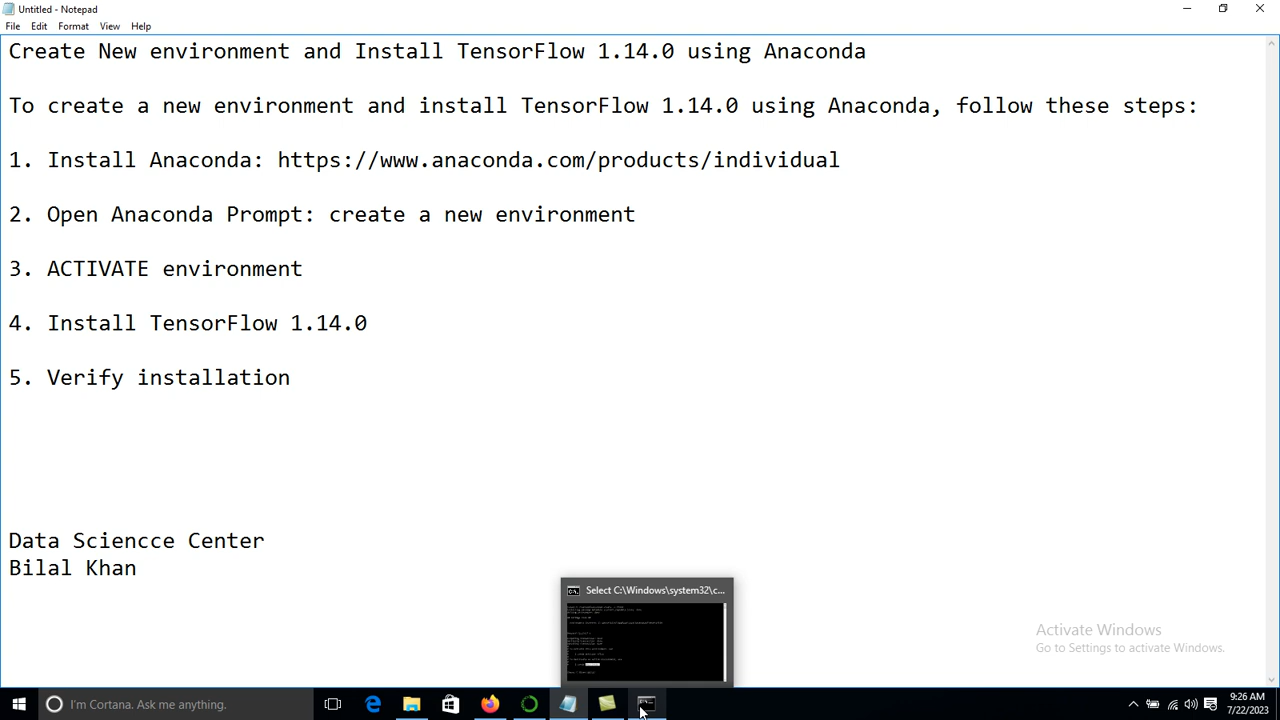 Untitled - Notepad
File Edit Format View Help
Create New environment and Install TensorFlow 1.14.0 using Anaconda
To create a new environment and install TensorFlow 1.14.0 using Anaconda, follow these steps:
1. Install Anaconda: https://www.anaconda.com/products/individual
2. Open Anaconda Prompt: create a new environment
3. ACTIVATE environment
4. Install TensorFlow 1.14.0
5. Verify installation
Data Sciencce Center
Bilal Khan
Select C:\Windows\system32\c...
Activate Windows
Go to Settings to activate Windows.
I'm Cortana. Ask me anything.
9:26 AM
7/22/2023